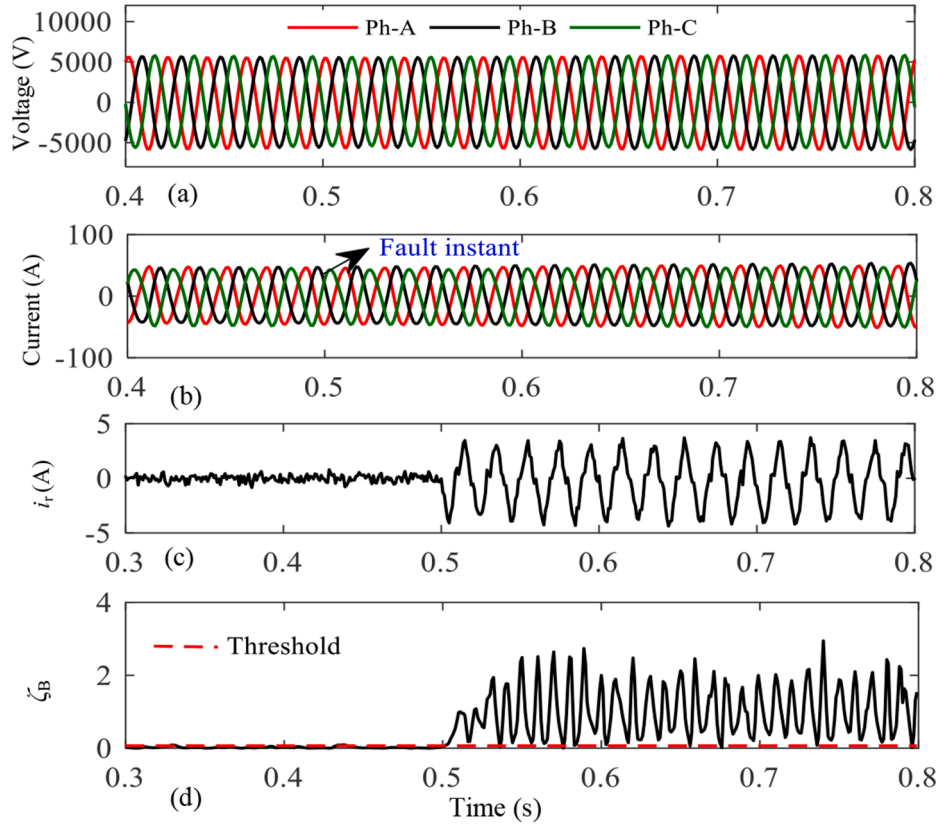 10000
5000
0
-5000
Voltage (V)
Ph-A Ph-B Ph-C
0.4 0.5 0.6 0.7 0.8
(a)
100
0
-100
Current (A)
Fault instant
0.4 0.5 0.6 0.7 0.8
(b)
5
0
-5
ir (A)
0.3 0.4 0.5 0.6 0.7 0.8
(c)
4
2
0
ζB
Threshold
0.3 0.4 0.5 0.6 0.7 0.8
(d)
Time (s)